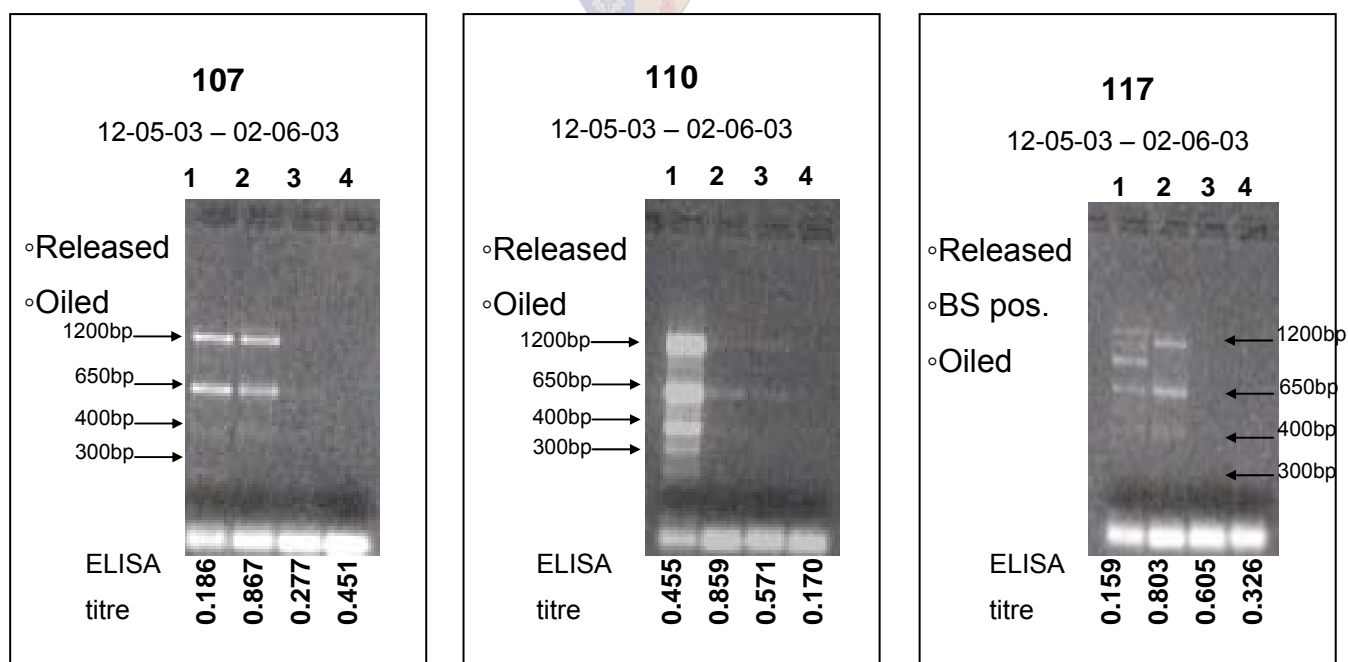 107
12-05-03 – 02-06-03
1 2 3 4
◦Released
◦Oiled
1200bp
650bp
400bp
300bp
ELISA
titre
0.186 0.867 0.277 0.451
110
12-05-03 – 02-06-03
1 2 3 4
◦Released
◦Oiled
1200bp
650bp
400bp
300bp
ELISA
titre
0.455 0.859 0.571 0.170
117
12-05-03 – 02-06-03
1 2 3 4
◦Released
◦BS pos.
◦Oiled
1200bp
650bp
400bp
300bp
ELISA
titre
0.159 0.803 0.605 0.326